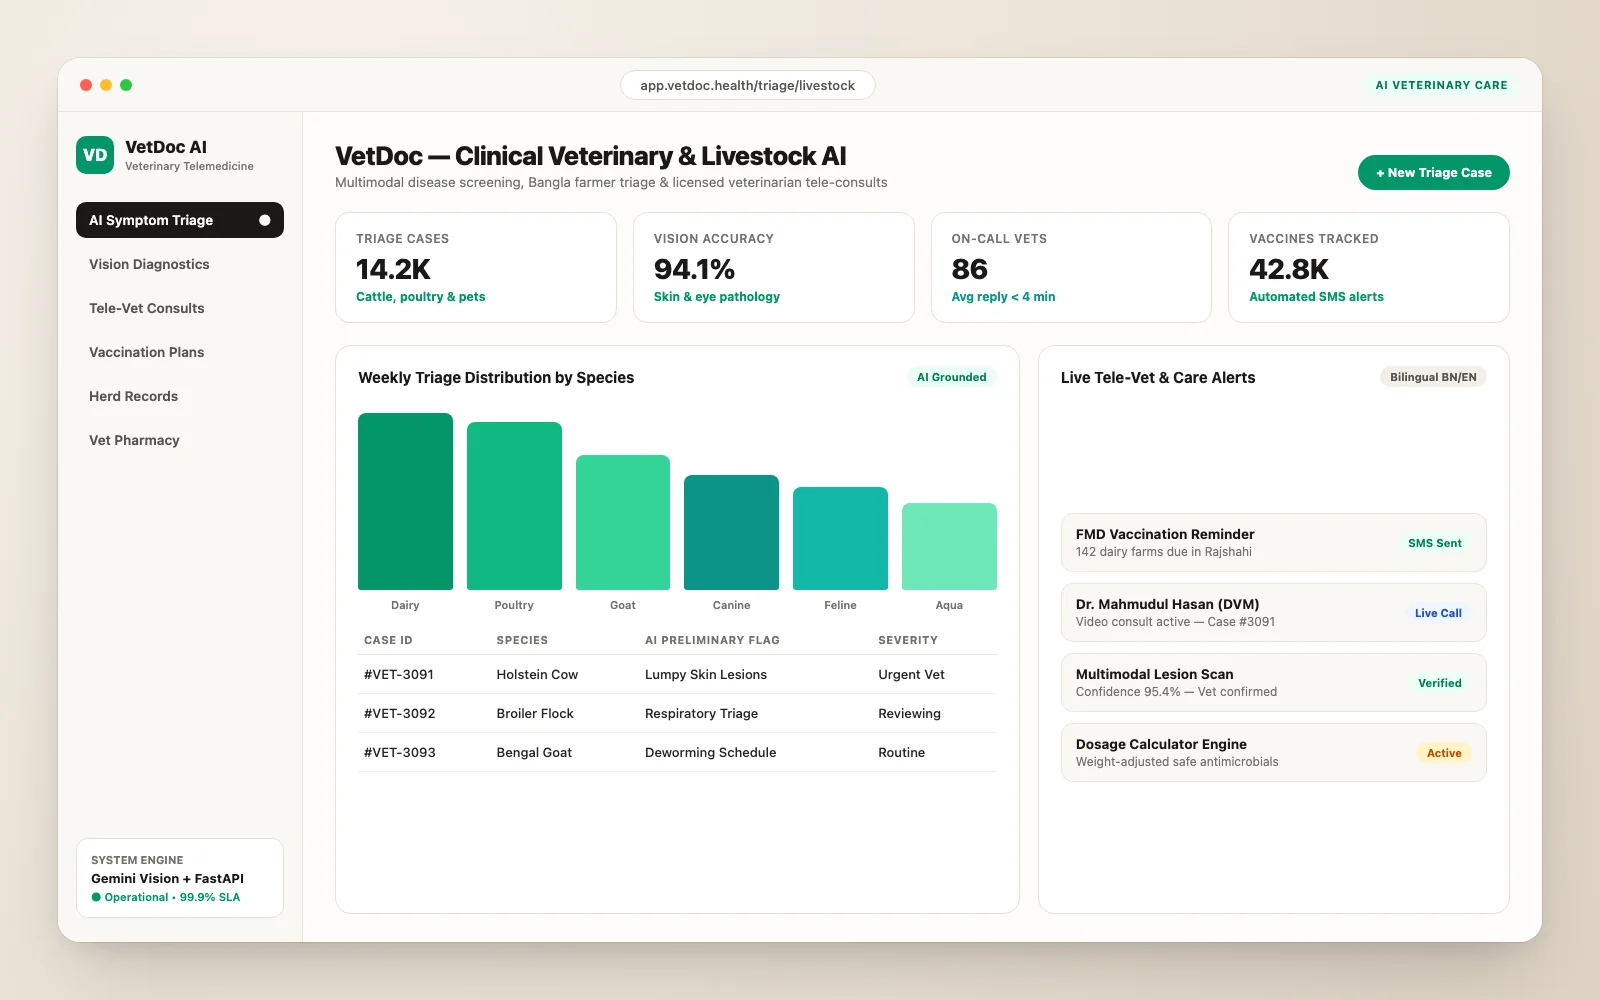 app.vetdoc.health/triage/livestock
AI VETERINARY CARE
VD
VetDoc AI
Veterinary Telemedicine
AI Symptom Triage
Vision Diagnostics
Tele-Vet Consults
Vaccination Plans
Herd Records
Vet Pharmacy
SYSTEM ENGINE
Gemini Vision + FastAPI
Operational • 99.9% SLA
VetDoc — Clinical Veterinary & Livestock AI
Multimodal disease screening, Bangla farmer triage & licensed veterinarian tele-consults
+ New Triage Case
TRIAGE CASES
14.2K
Cattle, poultry & pets
VISION ACCURACY
94.1%
Skin & eye pathology
ON-CALL VETS
86
Avg reply < 4 min
VACCINES TRACKED
42.8K
Automated SMS alerts
Weekly Triage Distribution by Species
AI Grounded
Dairy Poultry Goat Canine Feline Aqua
CASE ID SPECIES AI PRELIMINARY FLAG SEVERITY
#VET-3091 Holstein Cow Lumpy Skin Lesions Urgent Vet
#VET-3092 Broiler Flock Respiratory Triage Reviewing
#VET-3093 Bengal Goat Deworming Schedule Routine
Live Tele-Vet & Care Alerts
Bilingual BN/EN
FMD Vaccination Reminder
142 dairy farms due in Rajshahi
SMS Sent
Dr. Mahmudul Hasan (DVM)
Video consult active — Case #3091
Live Call
Multimodal Lesion Scan
Confidence 95.4% — Vet confirmed
Verified
Dosage Calculator Engine
Weight-adjusted safe antimicrobials
Active